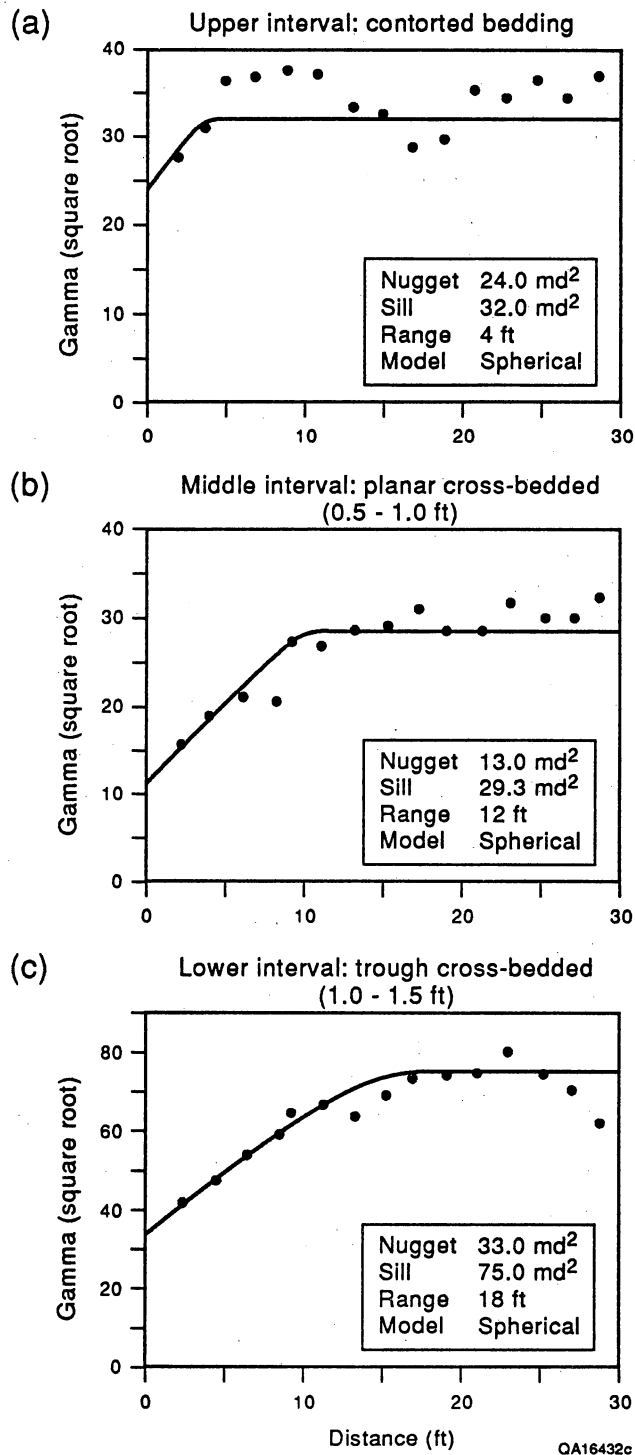 (a)
Upper interval: contorted bedding
Gamma (square root)
40
30
20
10
0
0 10 20 30
Nugget 24.0 md²
Sill 32.0 md²
Range 4 ft
Model Spherical
(b)
Middle interval: planar cross-bedded
(0.5 - 1.0 ft)
Gamma (square root)
40
30
20
10
0
0 10 20 30
Nugget 13.0 md²
Sill 29.3 md²
Range 12 ft
Model Spherical
(c)
Lower interval: trough cross-bedded
(1.0 - 1.5 ft)
Gamma (square root)
80
60
40
20
0
0 10 20 30
Nugget 33.0 md²
Sill 75.0 md²
Range 18 ft
Model Spherical
Distance (ft)
QA16432c